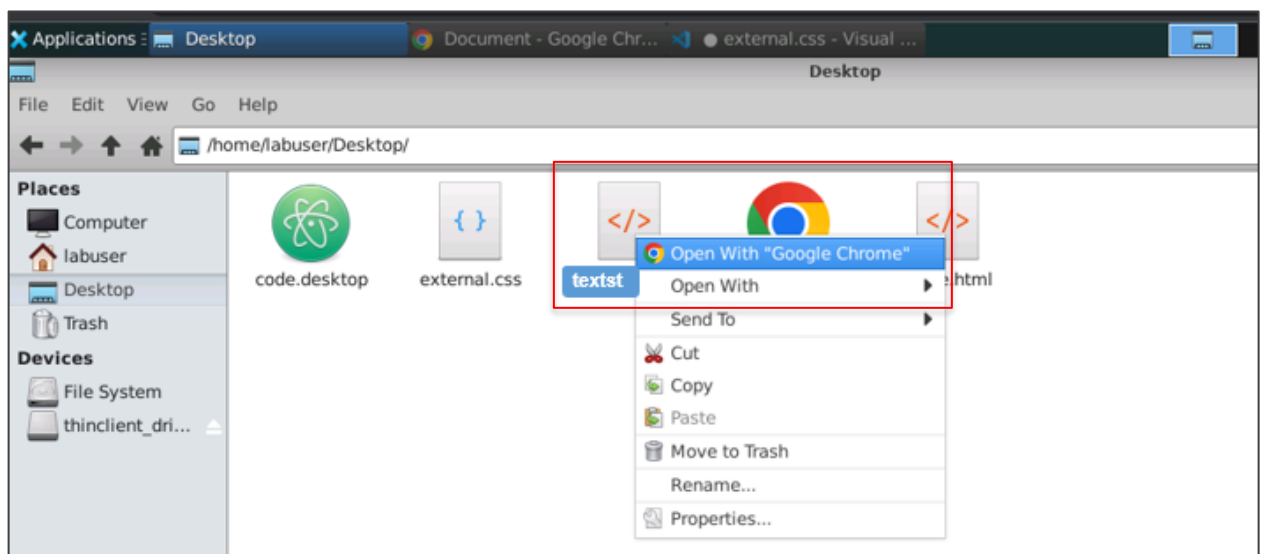 Applications Desktop Document - Google Chr... external.css - Visual ...
Desktop
File Edit View Go Help
/home/labuser/Desktop/
Places
Computer
labuser
Desktop
Trash
Devices
File System
thinclient_dri...
{ } </> </>
code.desktop external.css textst .html
Open With "Google Chrome"
Open With
Send To
Cut
Copy
Paste
Move to Trash
Rename...
Properties...